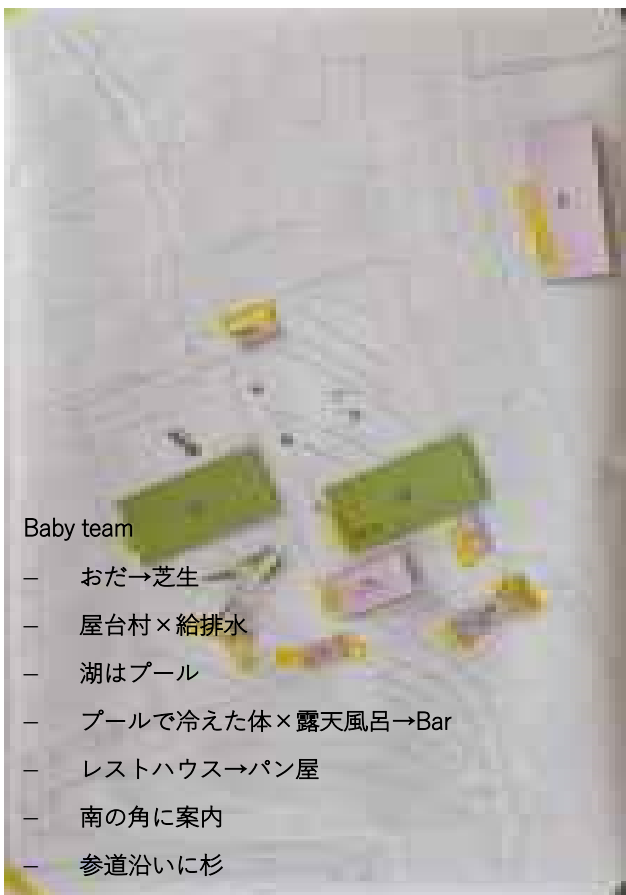 Baby team
– おだ→芝生
– 屋台村×給排水
– 湖はプール
– プールで冷えた体×露天風呂→Bar
– レストハウス→パン屋
– 南の角に案内
– 参道沿いに杉